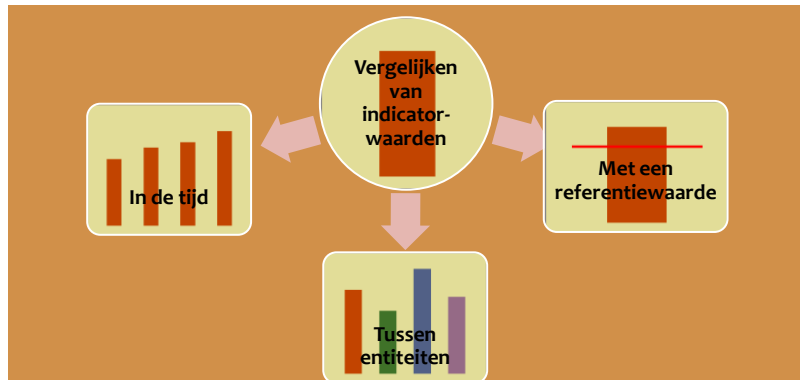 Vergelijken
van
indicator-
waarden
In de tijd
Met een
referentiewaarde
Tussen
entiteiten